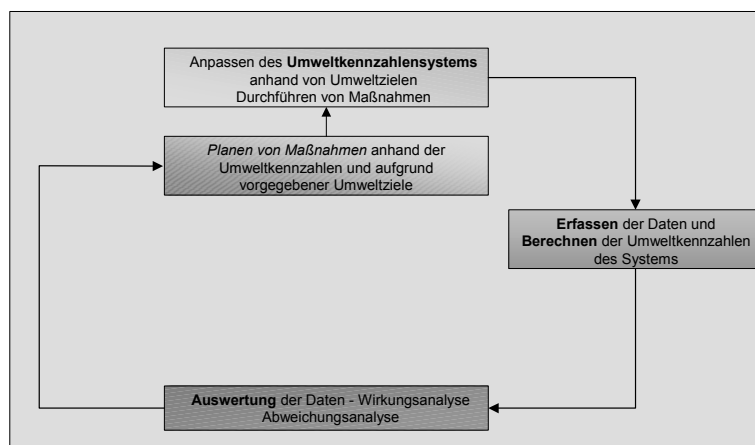 Anpassen des Umweltkennzahlensystems
anhand von Umweltzielen
Durchführen von Maßnahmen
Planen von Maßnahmen anhand der
Umweltkennzahlen und aufgrund
vorgegebener Umweltziele
Erfassen der Daten und
Berechnen der Umweltkennzahlen
des Systems
Auswertung der Daten - Wirkungsanalyse
Abweichungsanalyse